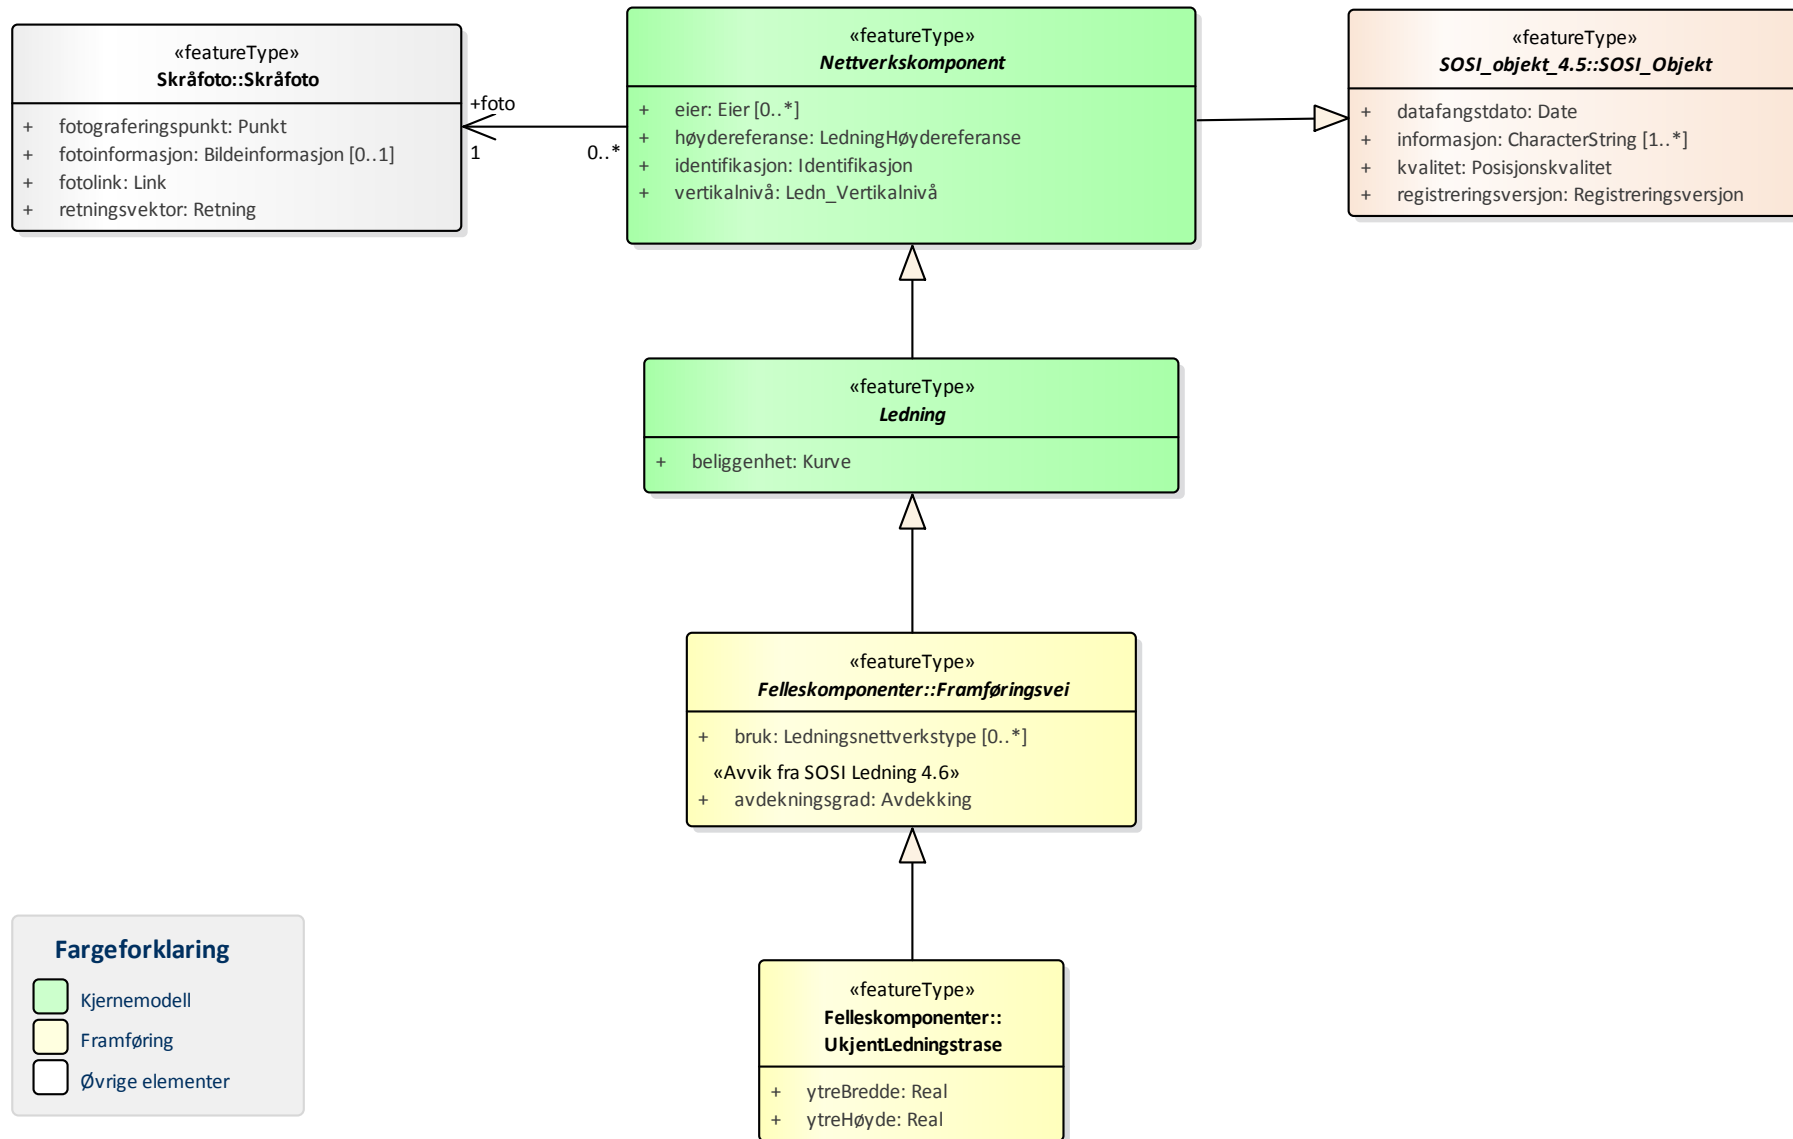 «featureType»
Skråfoto::Skråfoto
+ fotograferingspunkt: Punkt
+ fotoinformasjon: Bildeinformasjon [0..1]
+ fotolink: Link
+ retningsvektor: Retning
+foto
1
0..*
«featureType»
Nettverkskomponent
+ eier: Eier [0..*]
+ høydereferanse: LedningHøydereferanse
+ identifikasjon: Identifikasjon
+ vertikalnivå: Ledn_Vertikalnivå
«featureType»
SOSI_objekt_4.5::SOSI_Objekt
+ datafangstdato: Date
+ informasjon: CharacterString [1..*]
+ kvalitet: Posisjonskvalitet
+ registreringsversjon: Registreringsversjon
«featureType»
Ledning
+ beliggenhet: Kurve
«featureType»
Felleskomponenter::Framføringsvei
+ bruk: Ledningsnettverkstype [0..*]
«Avvik fra SOSI Ledning 4.6»
+ avdekningsgrad: Avdekking
«featureType»
Felleskomponenter::
UkjentLedningstrase
+ ytreBredde: Real
+ ytreHøyde: Real
Fargeforklaring
Kjernemodell
Framføring
Øvrige elementer